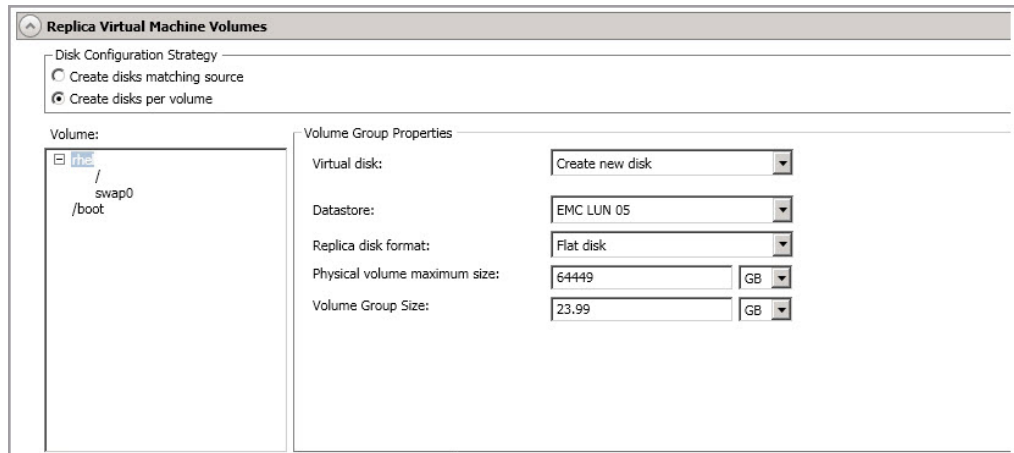 Replica Virtual Machine Volumes
Disk Configuration Strategy
Create disks matching source
Create disks per volume
Volume:
rhel
/
swap0
/boot
Volume Group Properties
Virtual disk: Create new disk
Datastore: EMC LUN 05
Replica disk format: Flat disk
Physical volume maximum size: 64449 GB
Volume Group Size: 23.99 GB